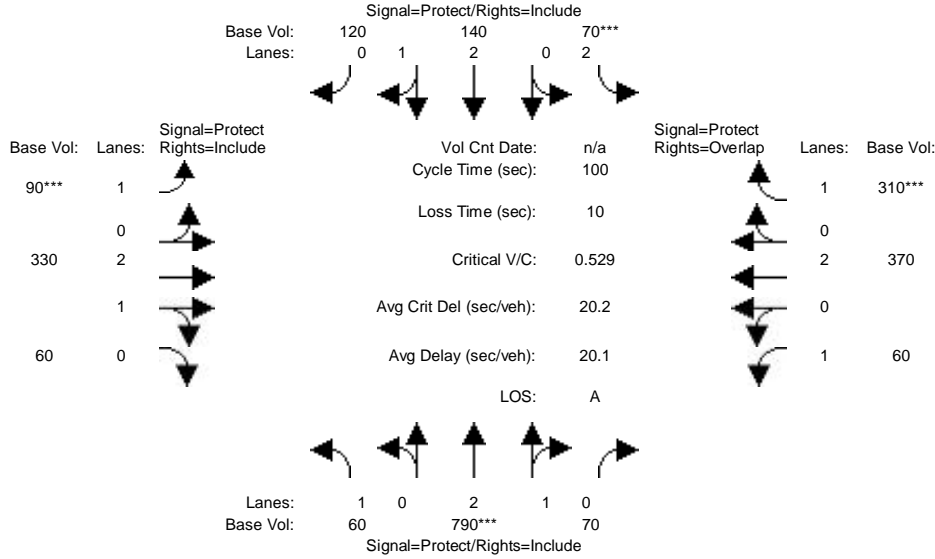 Signal=Protect/Rights=Include
Base Vol: 120 140 70***
Lanes: 0 1 2 0 2
Signal=Protect Signal=Protect
Base Vol: Lanes: Rights=Include Vol Cnt Date: n/a Rights=Overlap Lanes: Base Vol:
Cycle Time (sec): 100
90*** 1 1 310***
Loss Time (sec): 10
0 0
330 2 Critical V/C: 0.529 2 370
1 Avg Crit Del (sec/veh): 20.2 0
60 0 Avg Delay (sec/veh): 20.1 1 60
LOS: A
Lanes: 1 0 2 1 0
Base Vol: 60 790*** 70
Signal=Protect/Rights=Include